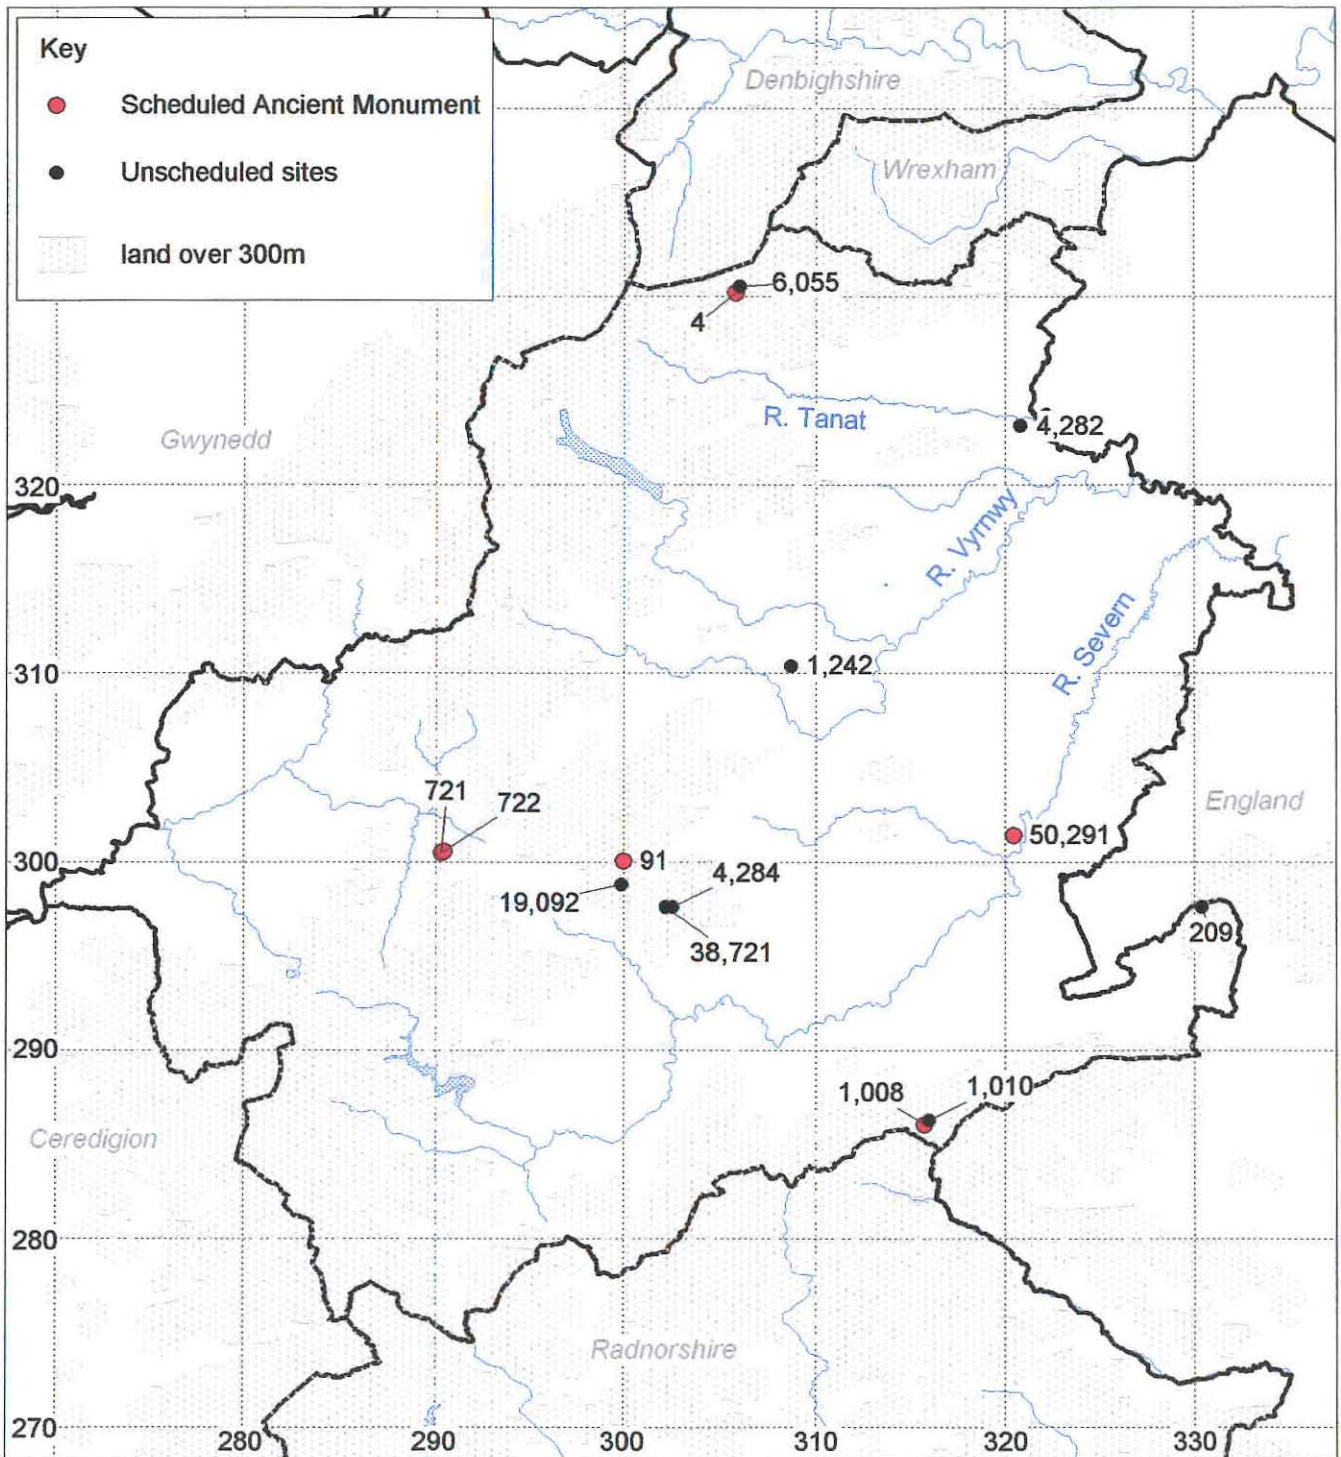 Key
Scheduled Ancient Monument
Unscheduled sites
land over 300m
Denbighshire
Wrexham
6,055
4
R. Tanat
4,282
Gwynedd
320
R. Vyrnwy
R. Severn
310
1,242
721
722
England
50,291
300
91
4,284
19,092
38,721
209
290
1,008
1,010
Ceredigion
280
Radnorshire
270
280
290
300
310
320
330